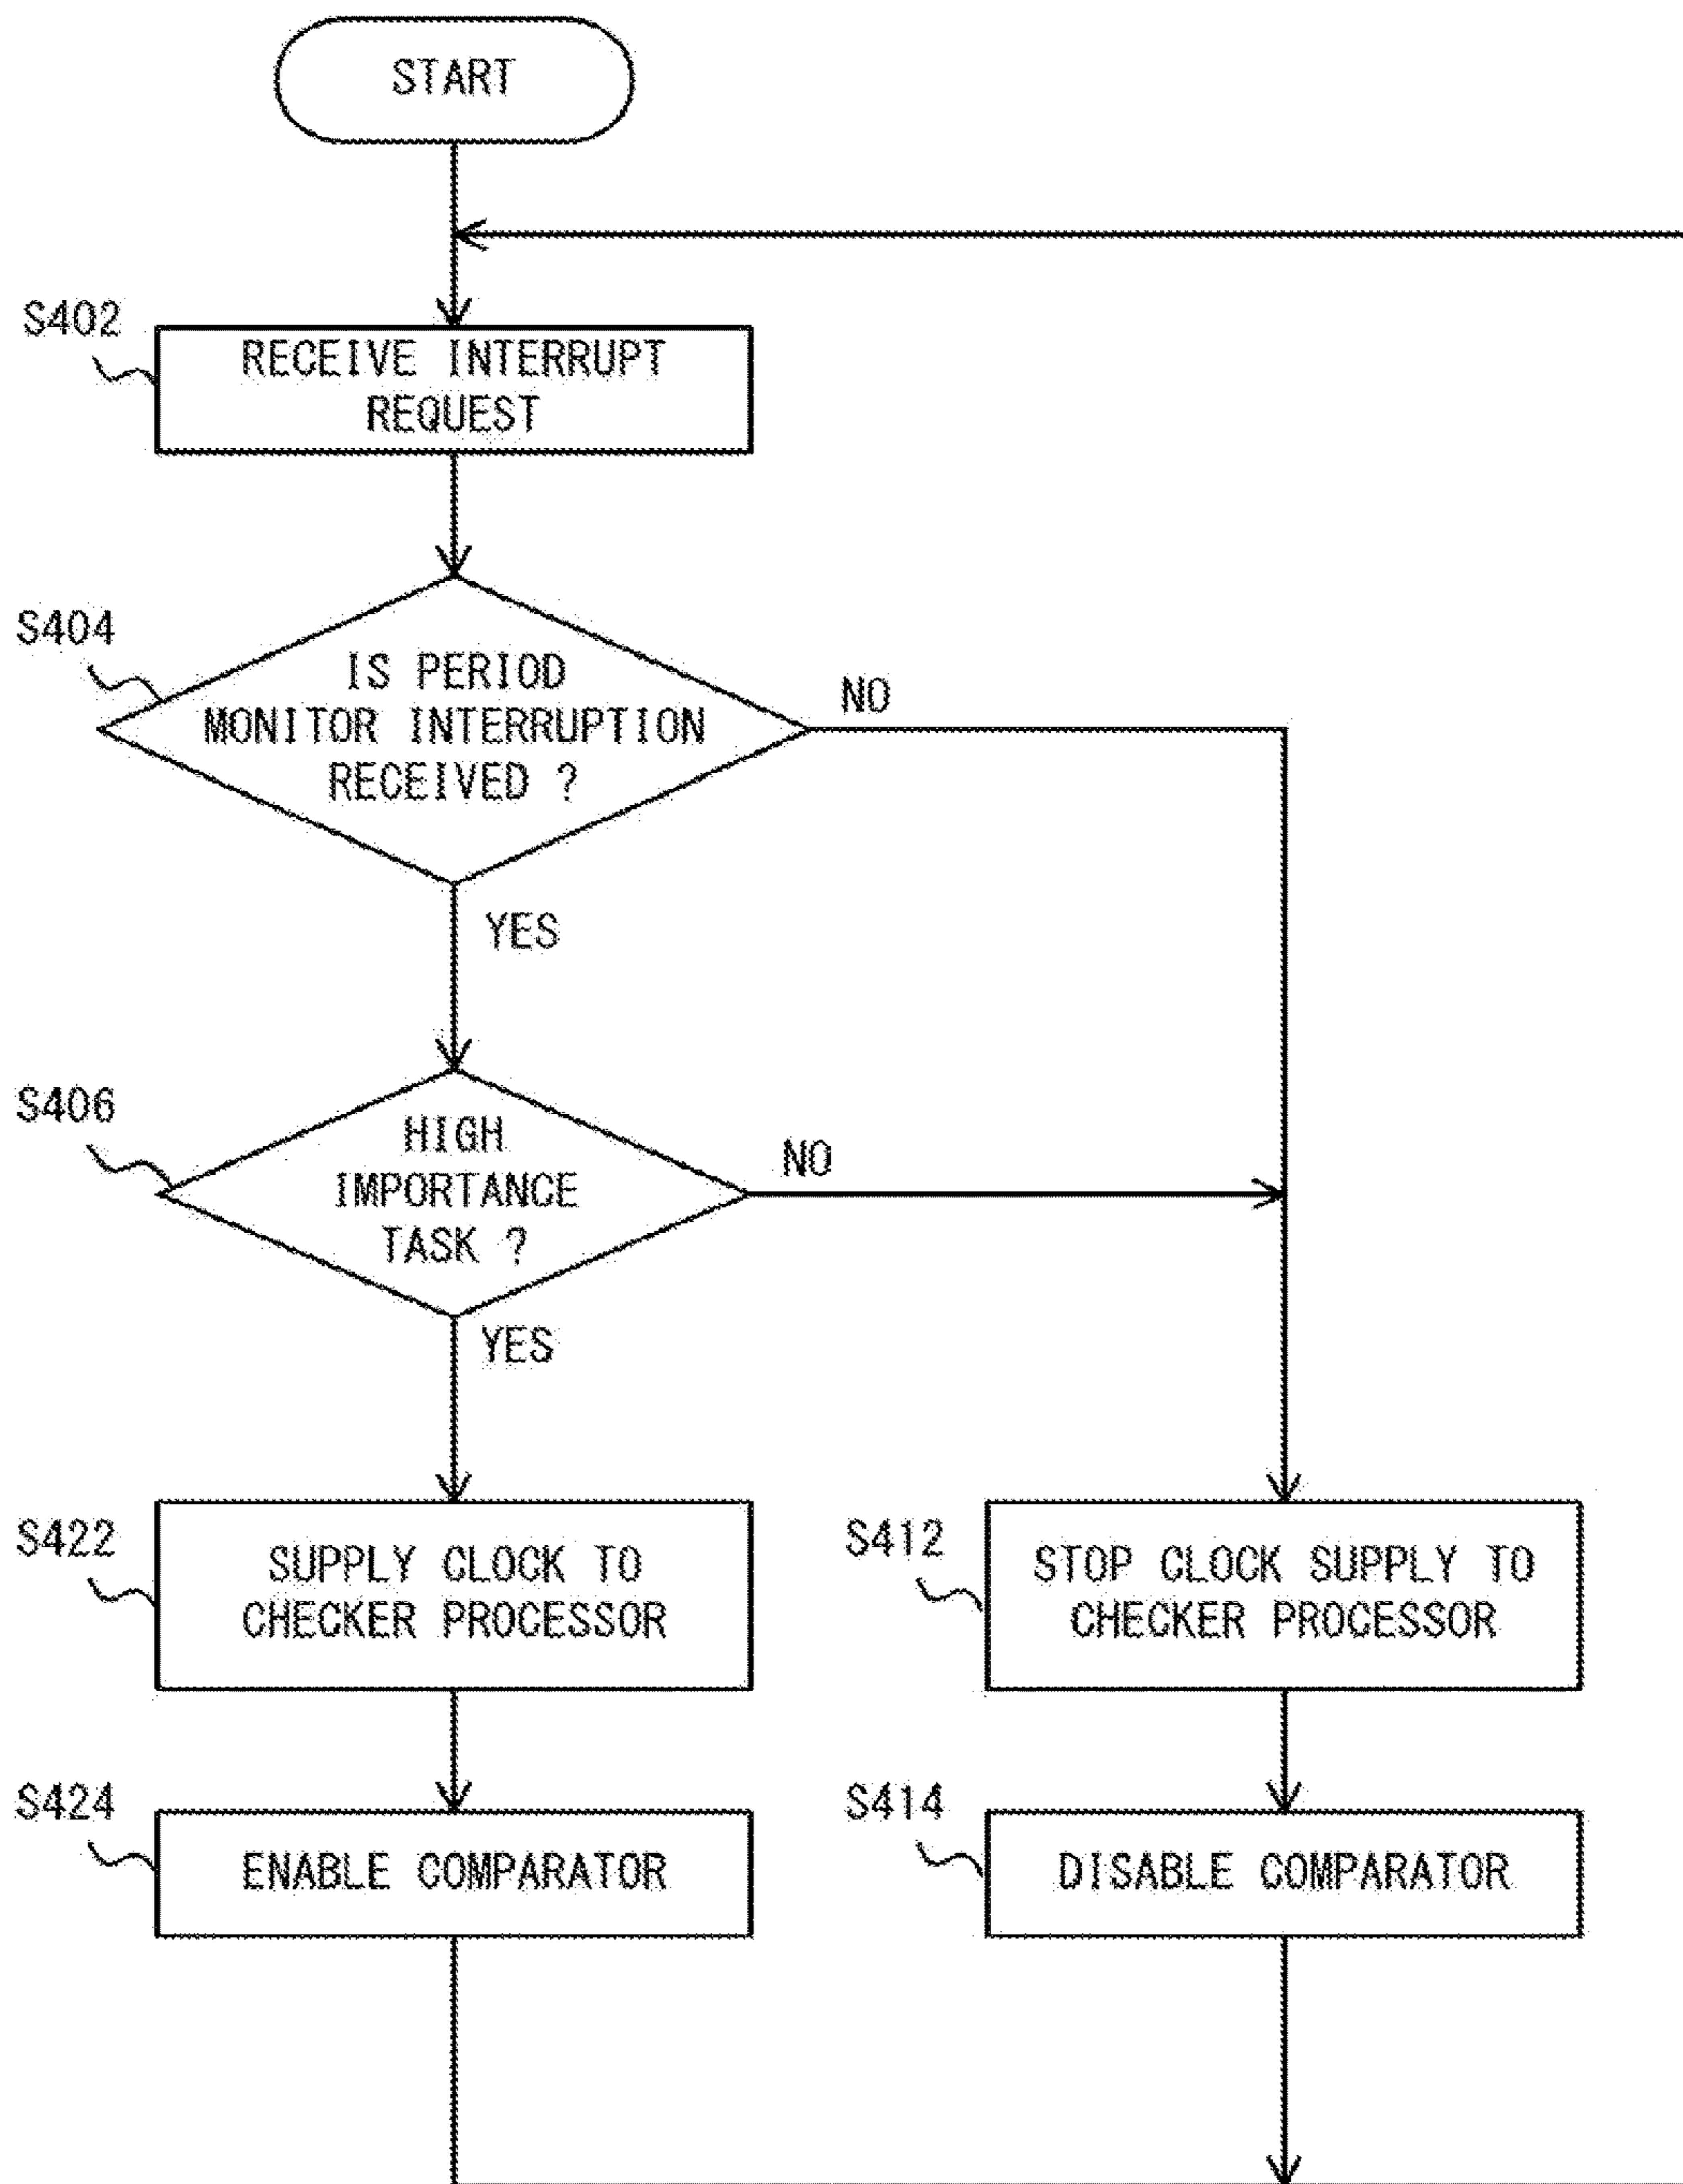 START
S402
RECEIVE INTERRUPT
REQUEST
S404
IS PERIOD
MONITOR INTERRUPTION
RECEIVED ?
NO
YES
S406
HIGH
IMPORTANCE
TASK ?
NO
YES
S422
SUPPLY CLOCK TO
CHECKER PROCESSOR
S412
STOP CLOCK SUPPLY TO
CHECKER PROCESSOR
S424
ENABLE COMPARATOR
S414
DISABLE COMPARATOR